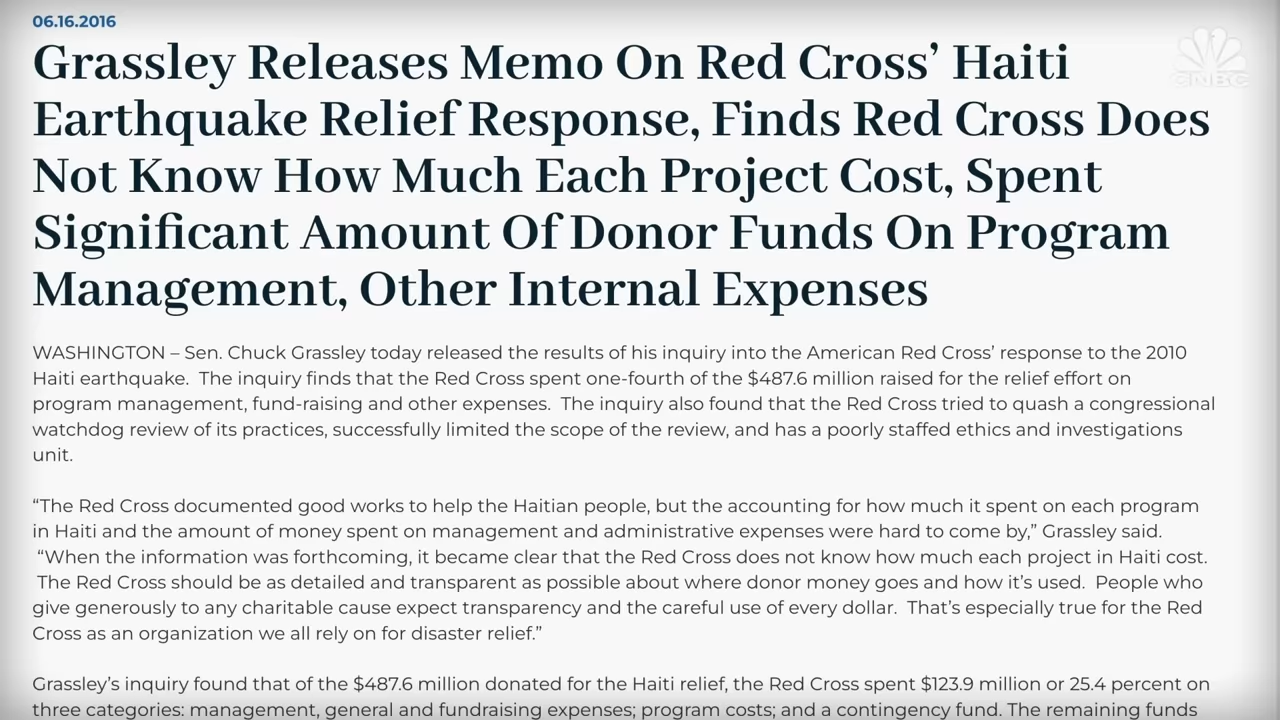 06.16.2016
Grassley Releases Memo On Red Cross’ Haiti
Earthquake Relief Response, Finds Red Cross Does
Not Know How Much Each Project Cost, Spent
Significant Amount Of Donor Funds On Program
Management, Other Internal Expenses
CNBC
WASHINGTON – Sen. Chuck Grassley today released the results of his inquiry into the American Red Cross’ response to the 2010
Haiti earthquake.  The inquiry finds that the Red Cross spent one-fourth of the $487.6 million raised for the relief effort on
program management, fund-raising and other expenses.  The inquiry also found that the Red Cross tried to quash a congressional
watchdog review of its practices, successfully limited the scope of the review, and has a poorly staffed ethics and investigations
unit.
“The Red Cross documented good works to help the Haitian people, but the accounting for how much it spent on each program
in Haiti and the amount of money spent on management and administrative expenses were hard to come by,” Grassley said.
“When the information was forthcoming, it became clear that the Red Cross does not know how much each project in Haiti cost.
The Red Cross should be as detailed and transparent as possible about where donor money goes and how it’s used.  People who
give generously to any charitable cause expect transparency and the careful use of every dollar.  That’s especially true for the Red
Cross as an organization we all rely on for disaster relief.”
Grassley’s inquiry found that of the $487.6 million donated for the Haiti relief, the Red Cross spent $123.9 million or 25.4 percent on
three categories: management, general and fundraising expenses; program costs; and a contingency fund. The remaining funds